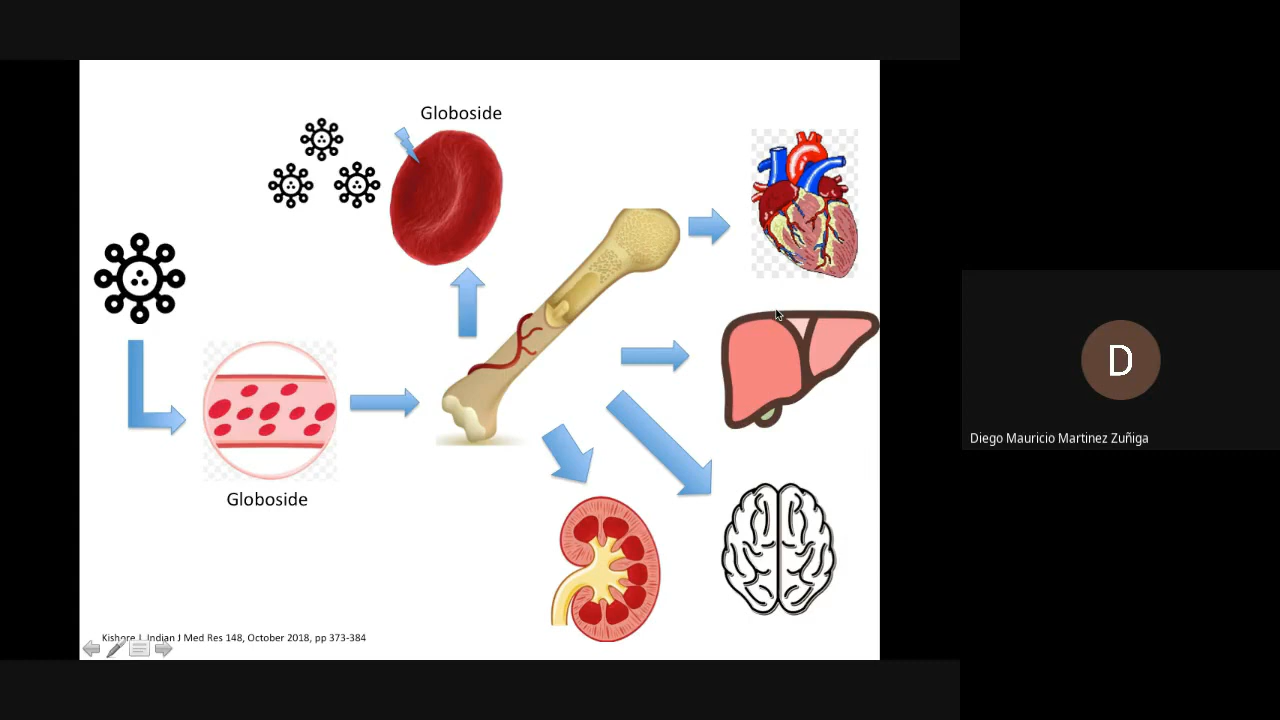 Globoside
Globoside
Kishore J, Indian J Med Res 148, October 2018, pp 373-384
D
Diego Mauricio Martinez Zuñiga